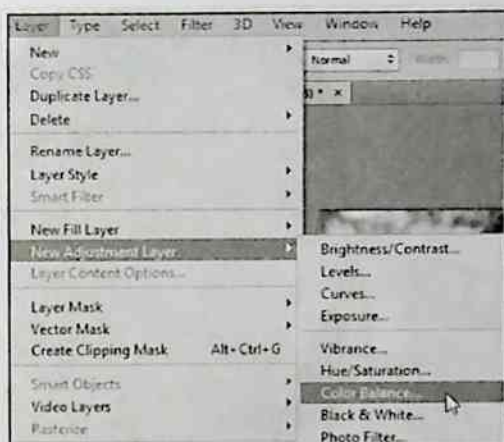 Layer Type Select Filter 3D View Window Help
New
Copy CSS
Duplicate Layer...
Delete
Rename Layer...
Layer Style
Smart Filter
New Fill Layer
New Adjustment Layer
Layer Content Options...
Layer Mask
Vector Mask
Create Clipping Mask Alt+Ctrl+G
Smart Objects
Video Layers
Rasterize
Normal Width:
8) * ×
Brightness/Contrast...
Levels...
Curves...
Exposure...
Vibrance...
Hue/Saturation...
Color Balance...
Black & White...
Photo Filter...